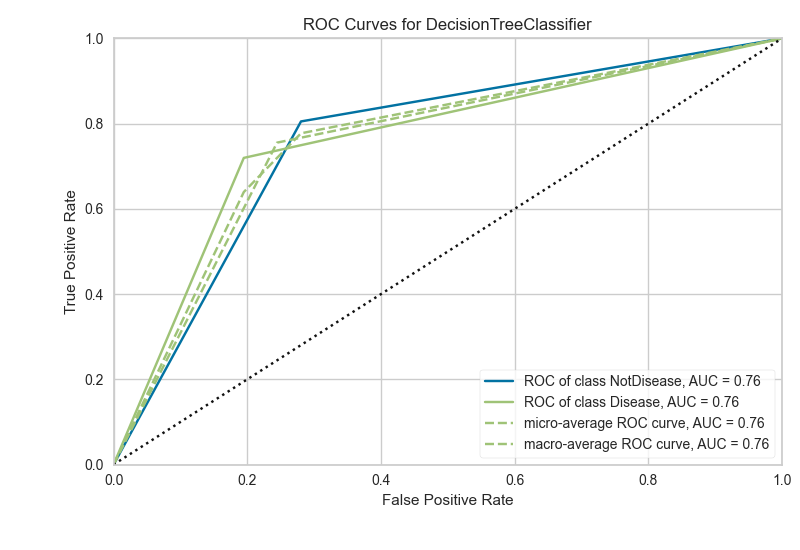 ROC Curves for DecisionTreeClassifier
True Positive Rate
1.0
0.8
0.6
0.4
0.2
0.0
ROC of class NotDisease, AUC = 0.76
ROC of class Disease, AUC = 0.76
micro-average ROC curve, AUC = 0.76
macro-average ROC curve, AUC = 0.76
0.0 0.2 0.4 0.6 0.8 1.0
False Positive Rate